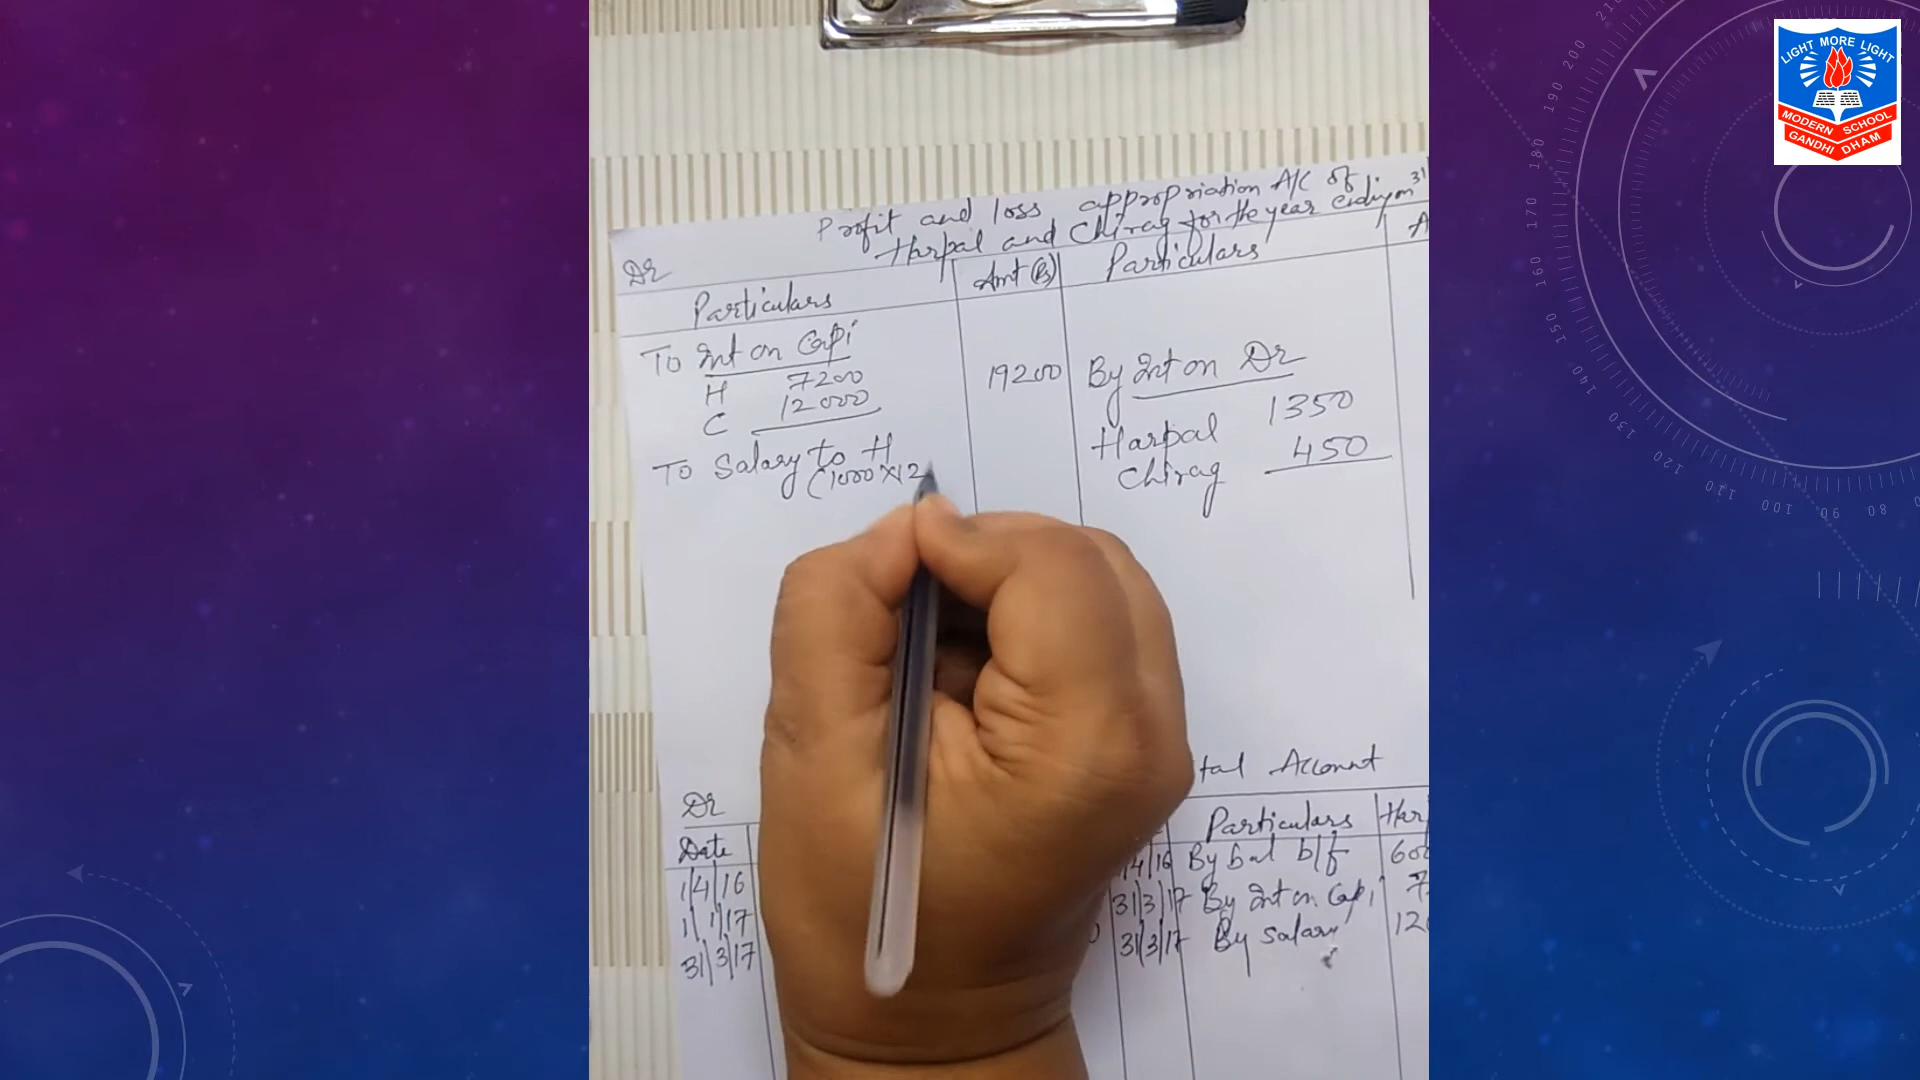 LIGHT MORE LIGHT
MODERN SCHOOL
GANDHI DHAM
Profit and loss appropriation A/C of
Harpal and Chirag for the year ending on 31
Dr
Particulars Amt (Rs) Particulars A
To Int on Capi
H 7200 19200
C 12000
By Int on Dr
Harpal 1350
Chirag 450
To Salary to H
(1000×12
tal Account
Dr
Date Particulars Har
1/4/16 4/16 By bal b/f 600
1/1/17 31/3/17 By Int on Capi 7
31/3/17 31/3/17 By Salary 120